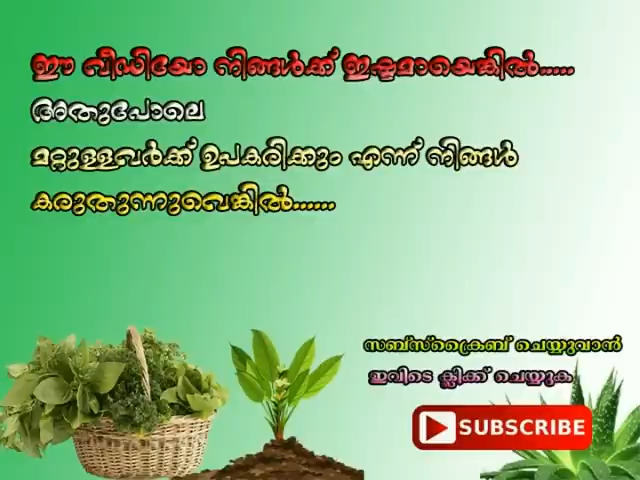 ഈ വീഡിയോ നിങ്ങൾക്ക് ഇഷ്ടമായെങ്കിൽ.....
അതുപോലെ
മറ്റുള്ളവർക്ക് ഉപകരിക്കും എന്ന് നിങ്ങൾ
കരുതുന്നുവെങ്കിൽ......
സബ്സ്ക്രൈബ് ചെയ്യുവാൻ
ഇവിടെ ക്ലിക്ക് ചെയ്യുക
SUBSCRIBE